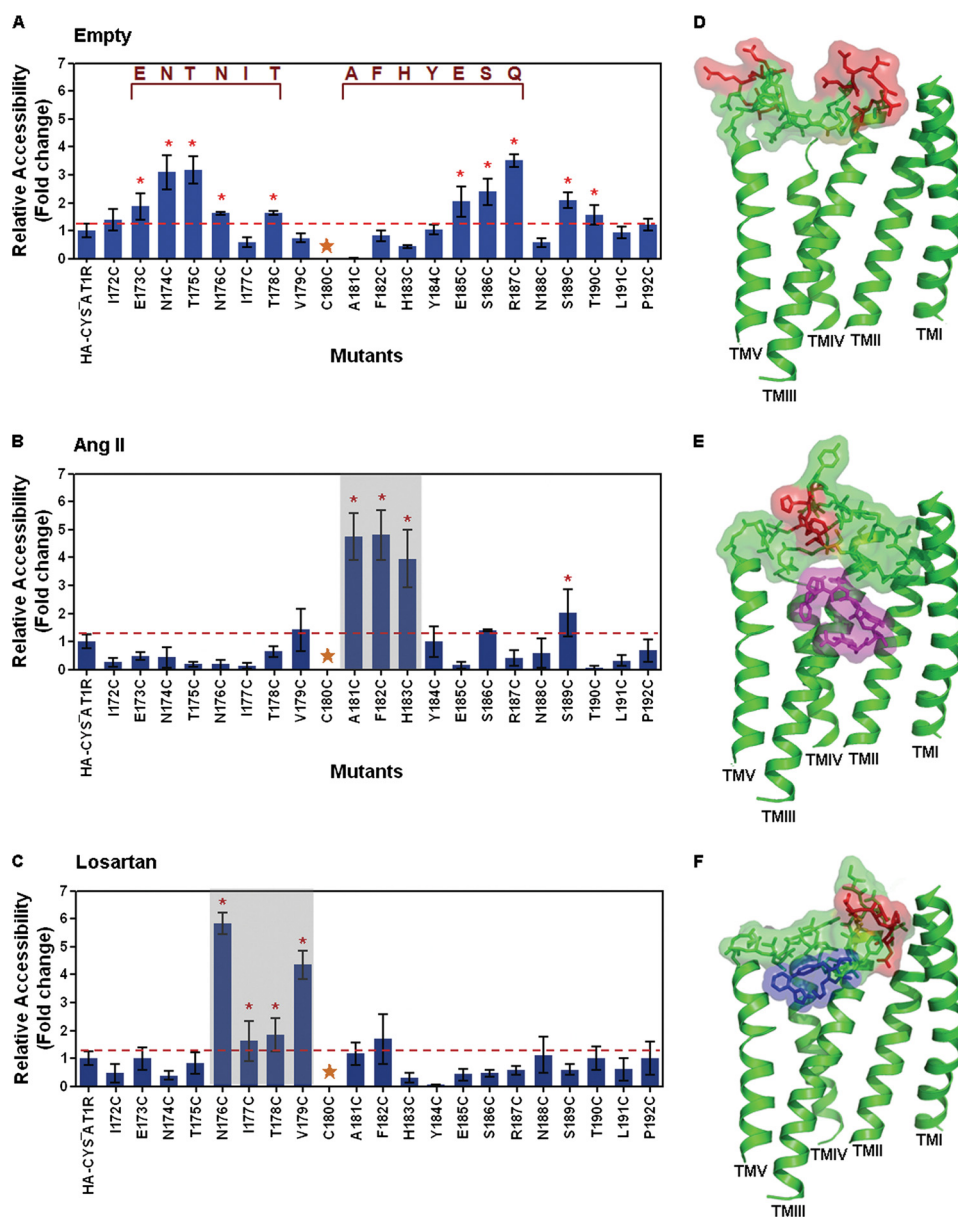 A
Empty
E N T N I T
A F H Y E S Q
Relative Accessibility
(Fold change)
7
6
5
4
3
2
1
0
* * * * * * * * * *
HA-CYS-AT1R I172C E173C N174C T175C N176C I177C T178C V179C C180C A181C F182C H183C Y184C E185C S186C R187C N188C S189C T190C L191C P192C
Mutants
D
TMV
TMIV
TMII
TMI
TMIII
B
Ang II
Relative Accessibility
(Fold change)
7
6
5
4
3
2
1
0
* * * *
HA-CYS-AT1R I172C E173C N174C T175C N176C I177C T178C V179C C180C A181C F182C H183C Y184C E185C S186C R187C N188C S189C T190C L191C P192C
Mutants
E
TMV
TMIV
TMII
TMI
TMIII
C
Losartan
Relative Accessibility
(Fold change)
7
6
5
4
3
2
1
0
* * * *
HA-CYS-AT1R I172C E173C N174C T175C N176C I177C T178C V179C C180C A181C F182C H183C Y184C E185C S186C R187C N188C S189C T190C L191C P192C
F
TMV
TMIV
TMII
TMI
TMIII